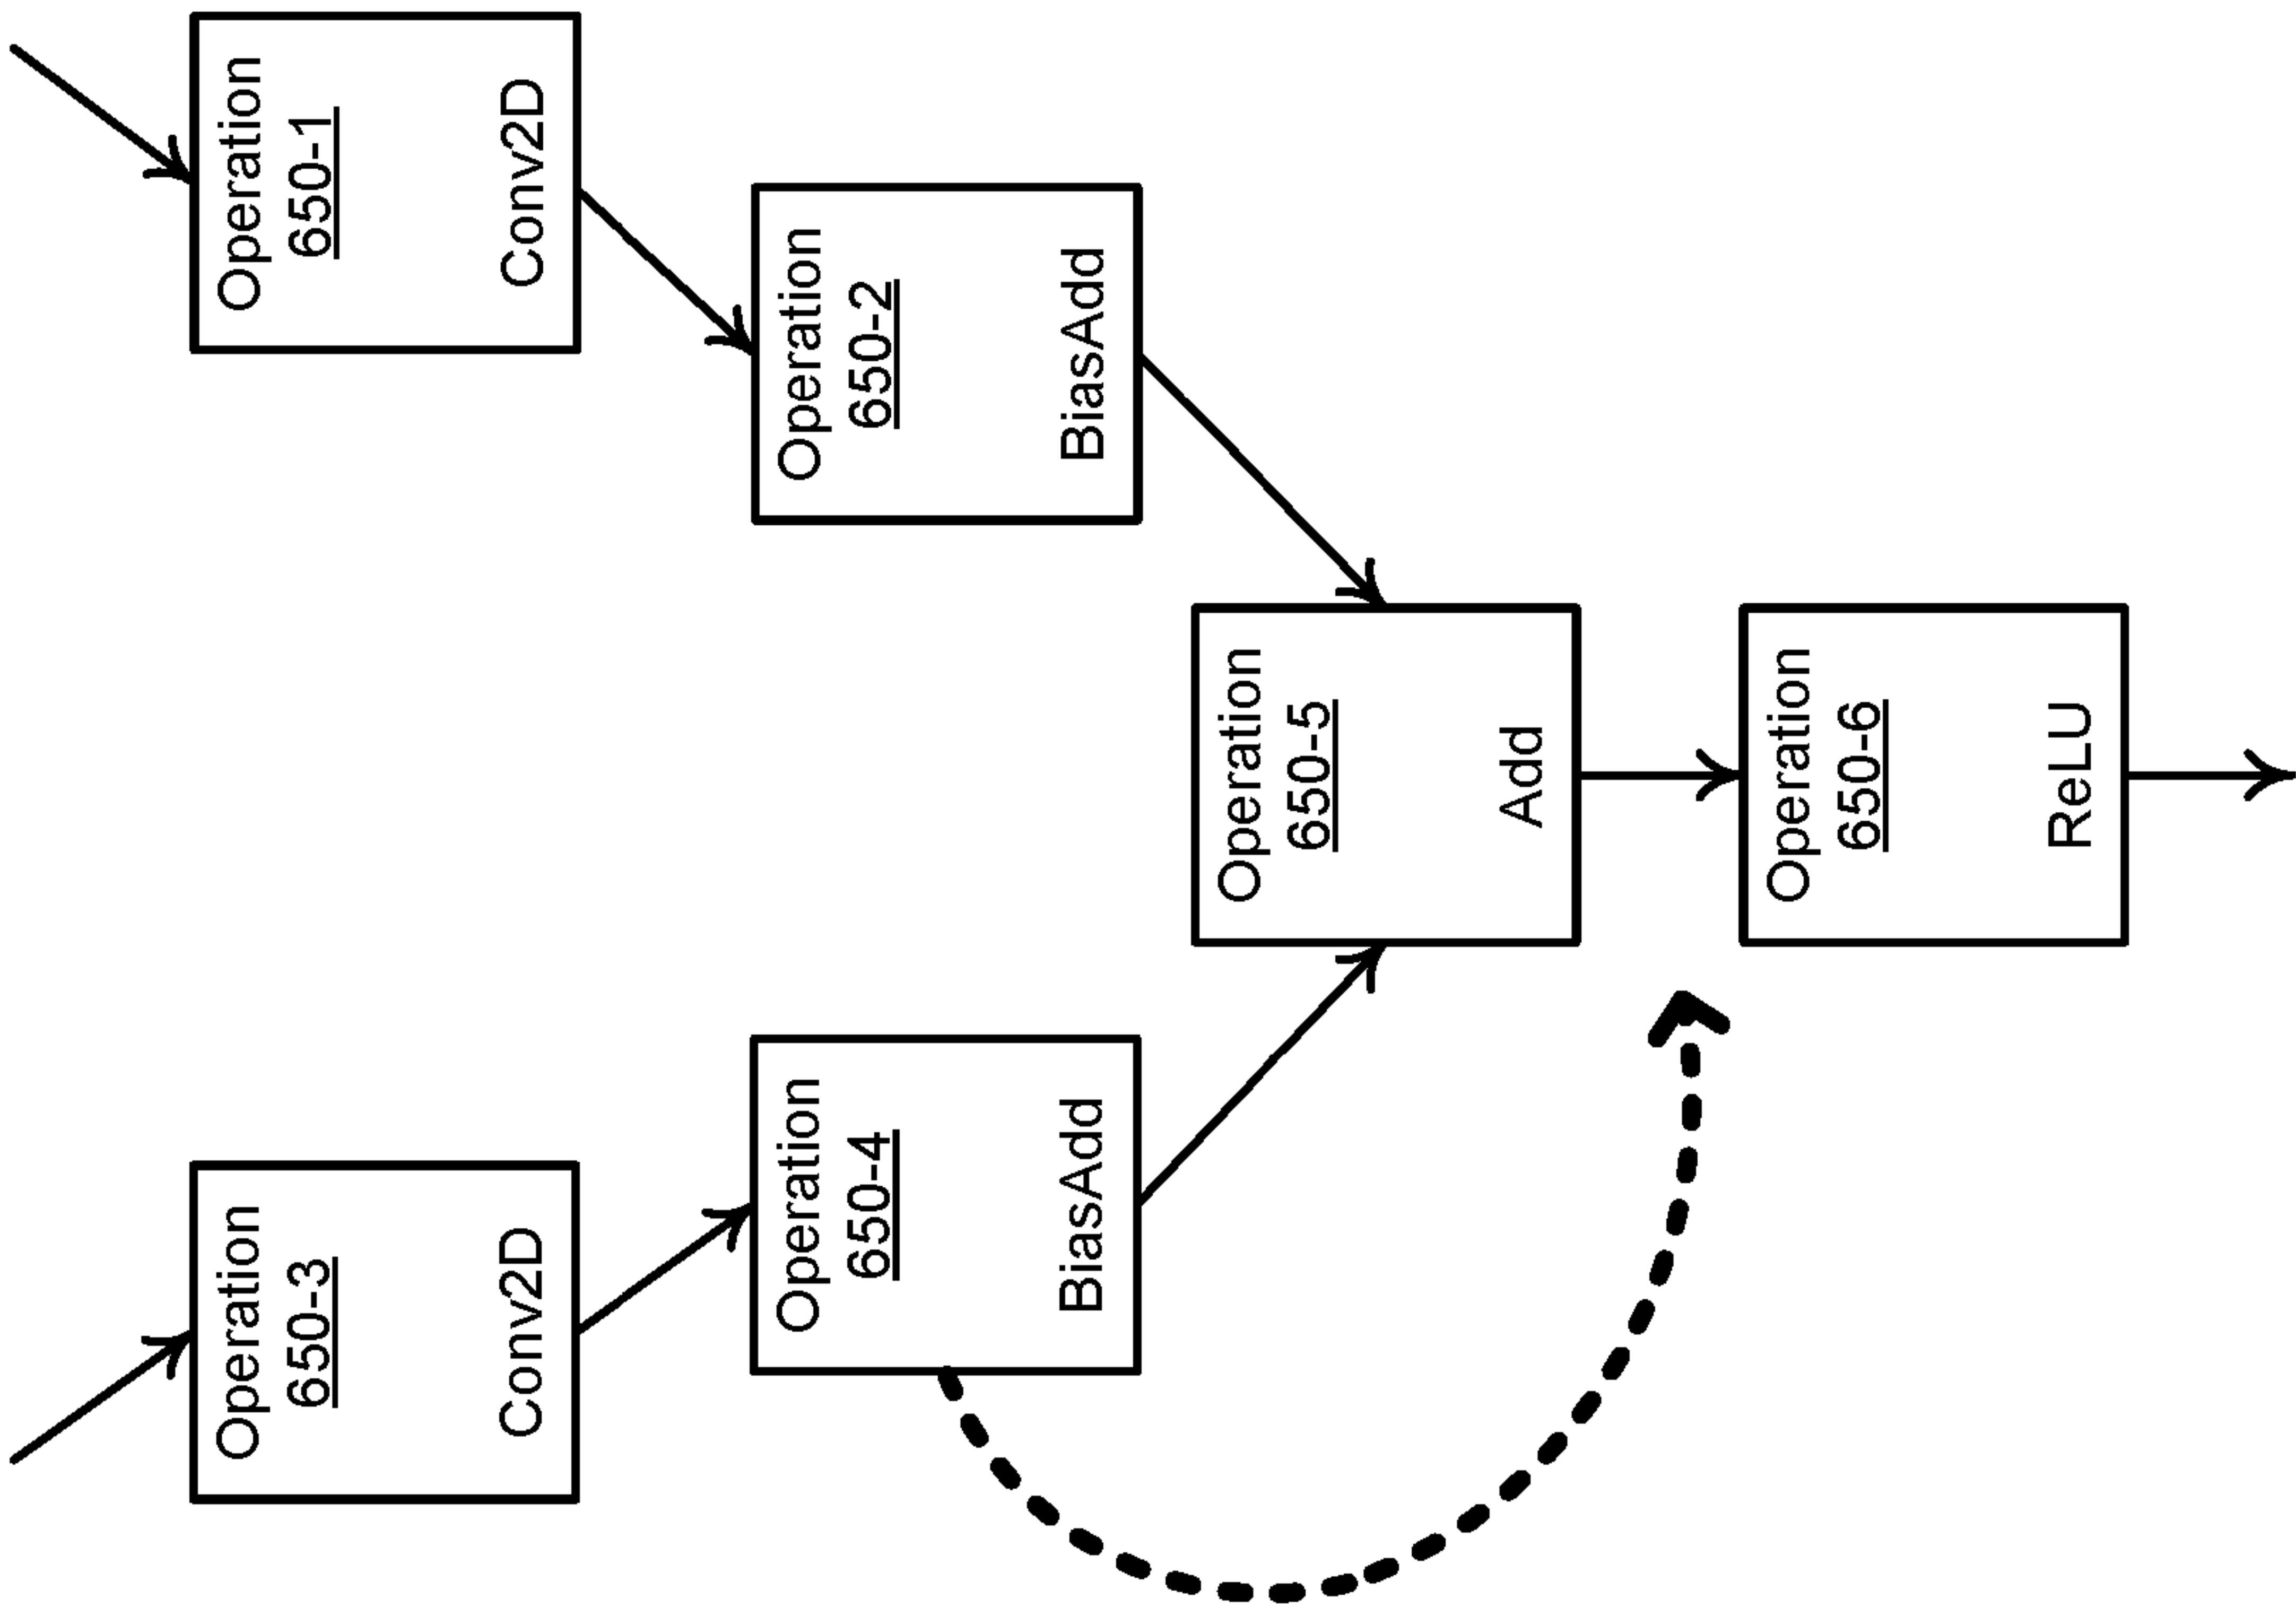 Operation
650-1
Conv2D
Operation
650-2
BiasAdd
Operation
650-3
Conv2D
Operation
650-4
BiasAdd
Operation
650-5
Add
Operation
650-6
ReLU